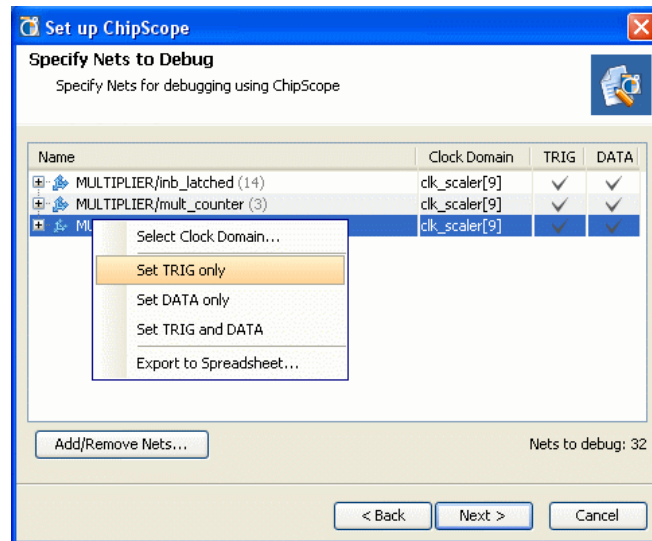 Set up ChipScope
Specify Nets to Debug
Specify Nets for debugging using ChipScope
Name Clock Domain TRIG DATA
MULTIPLIER/inb_latched (14) clk_scaler[9]
MULTIPLIER/mult_counter (3) clk_scaler[9]
clk_scaler[9]
Select Clock Domain...
Set TRIG only
Set DATA only
Set TRIG and DATA
Export to Spreadsheet...
Add/Remove Nets... Nets to debug: 32
< Back Next > Cancel